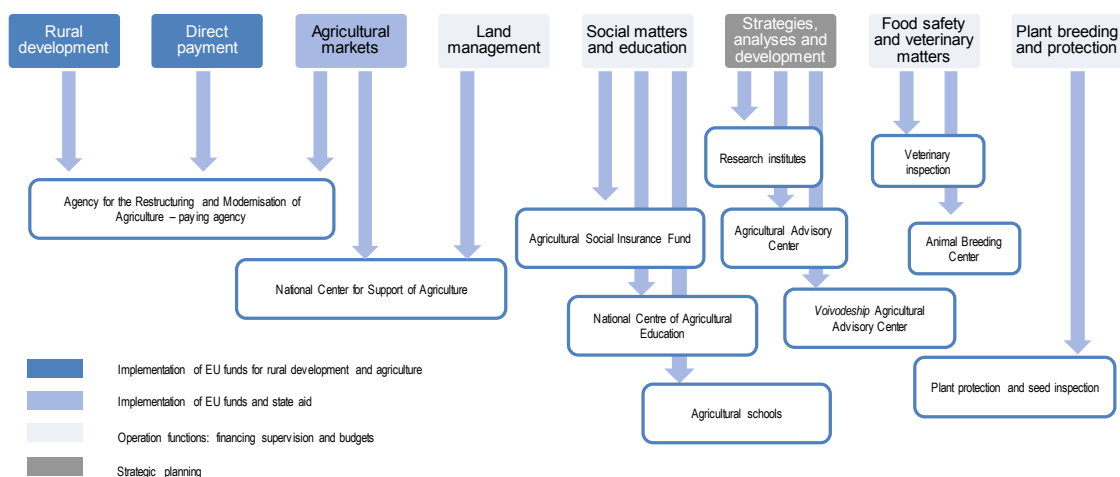 Rural
development
Direct
payment
Agricultural
markets
Land
management
Social matters
and education
Strategies,
analyses and
development
Food safety
and veterinary
matters
Plant breeding
and protection
Research institutes
Veterinary
inspection
Agency for the Restructuring and Modernisation of
Agriculture – paying agency
Agricultural Social Insurance Fund
Agricultural Advisory
Center
Animal Breeding
Center
National Center for Support of Agriculture
National Centre of Agricultural
Education
Voivodeship Agricultural
Advisory Center
Plant protection and seed inspection
Agricultural schools
Implementation of EU funds for rural development and agriculture
Implementation of EU funds and state aid
Operation functions: financing supervision and budgets
Strategic planning